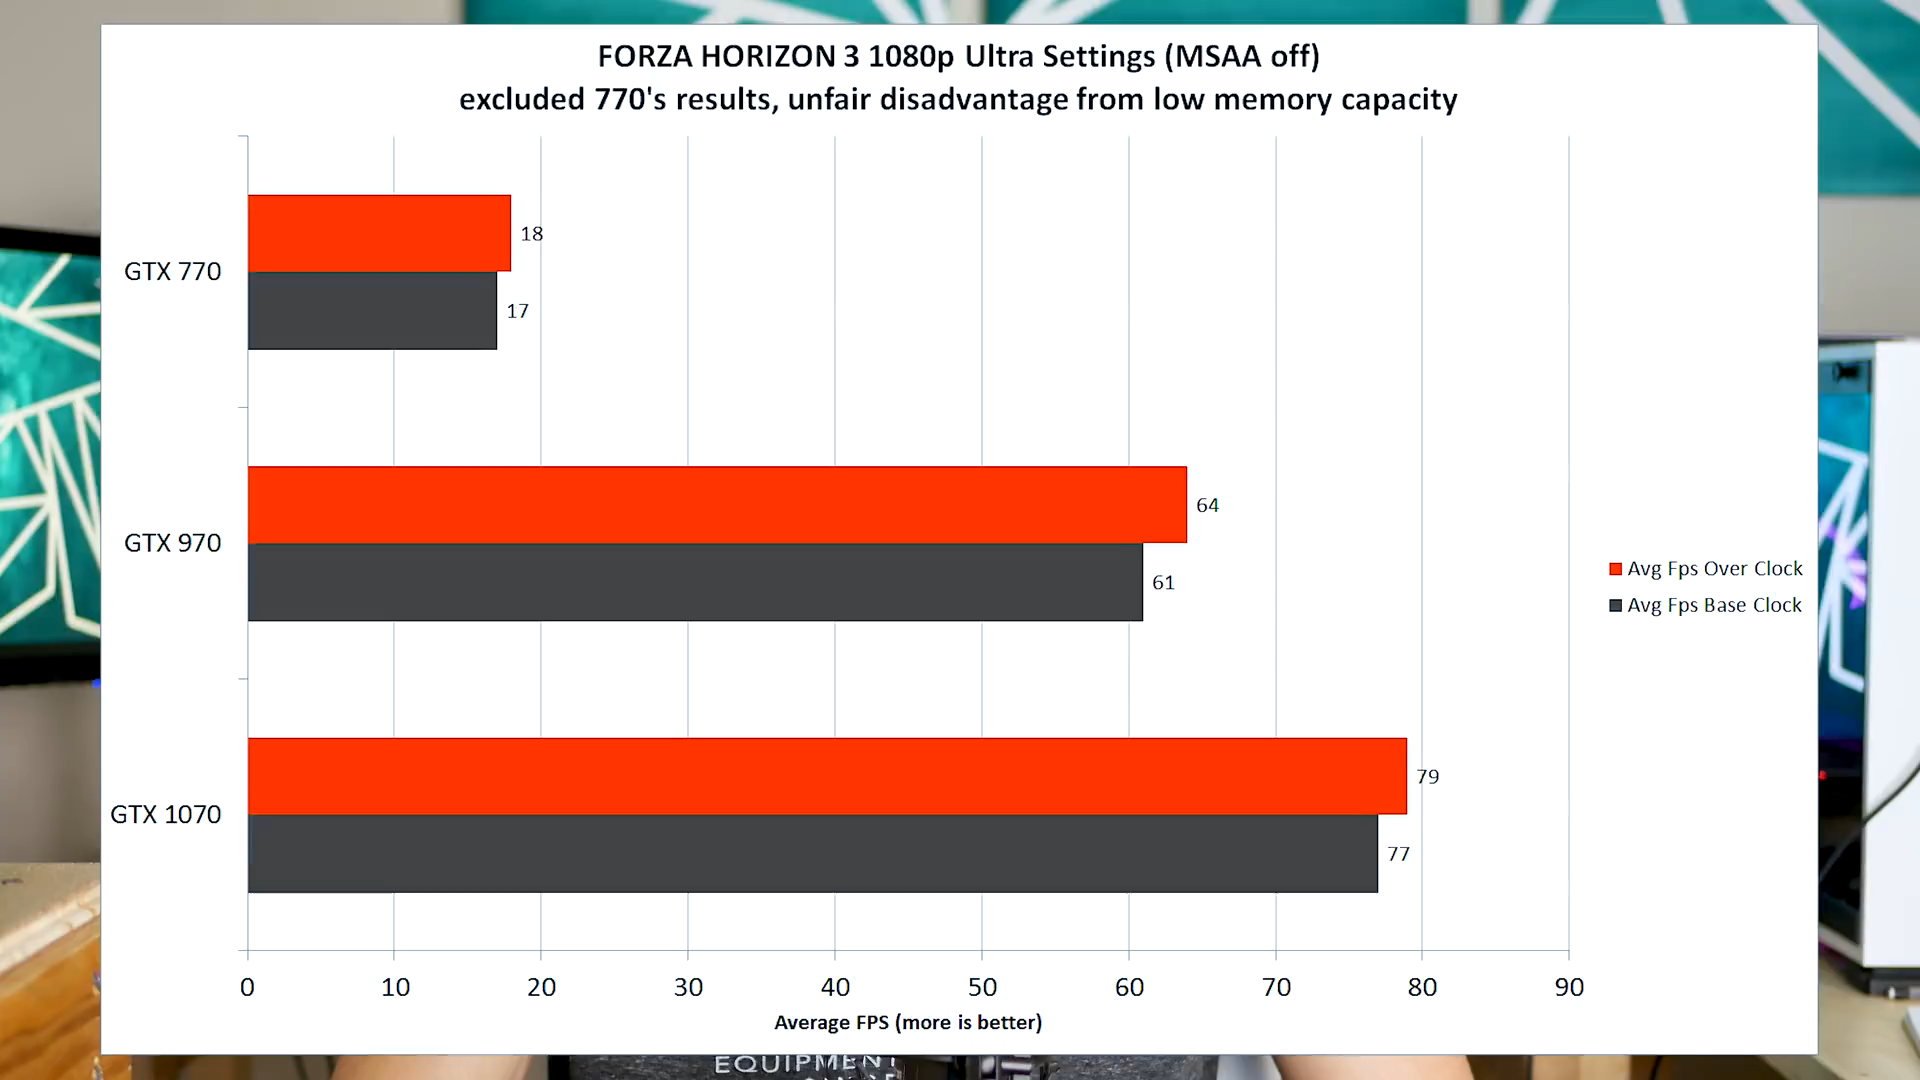 FORZA HORIZON 3 1080p Ultra Settings (MSAA off)
excluded 770's results, unfair disadvantage from low memory capacity
GTX 770
18
17
GTX 970
64
61
GTX 1070
79
77
Avg Fps Over Clock
Avg Fps Base Clock
0 10 20 30 40 50 60 70 80 90
Average FPS (more is better)
EQUIPMENT